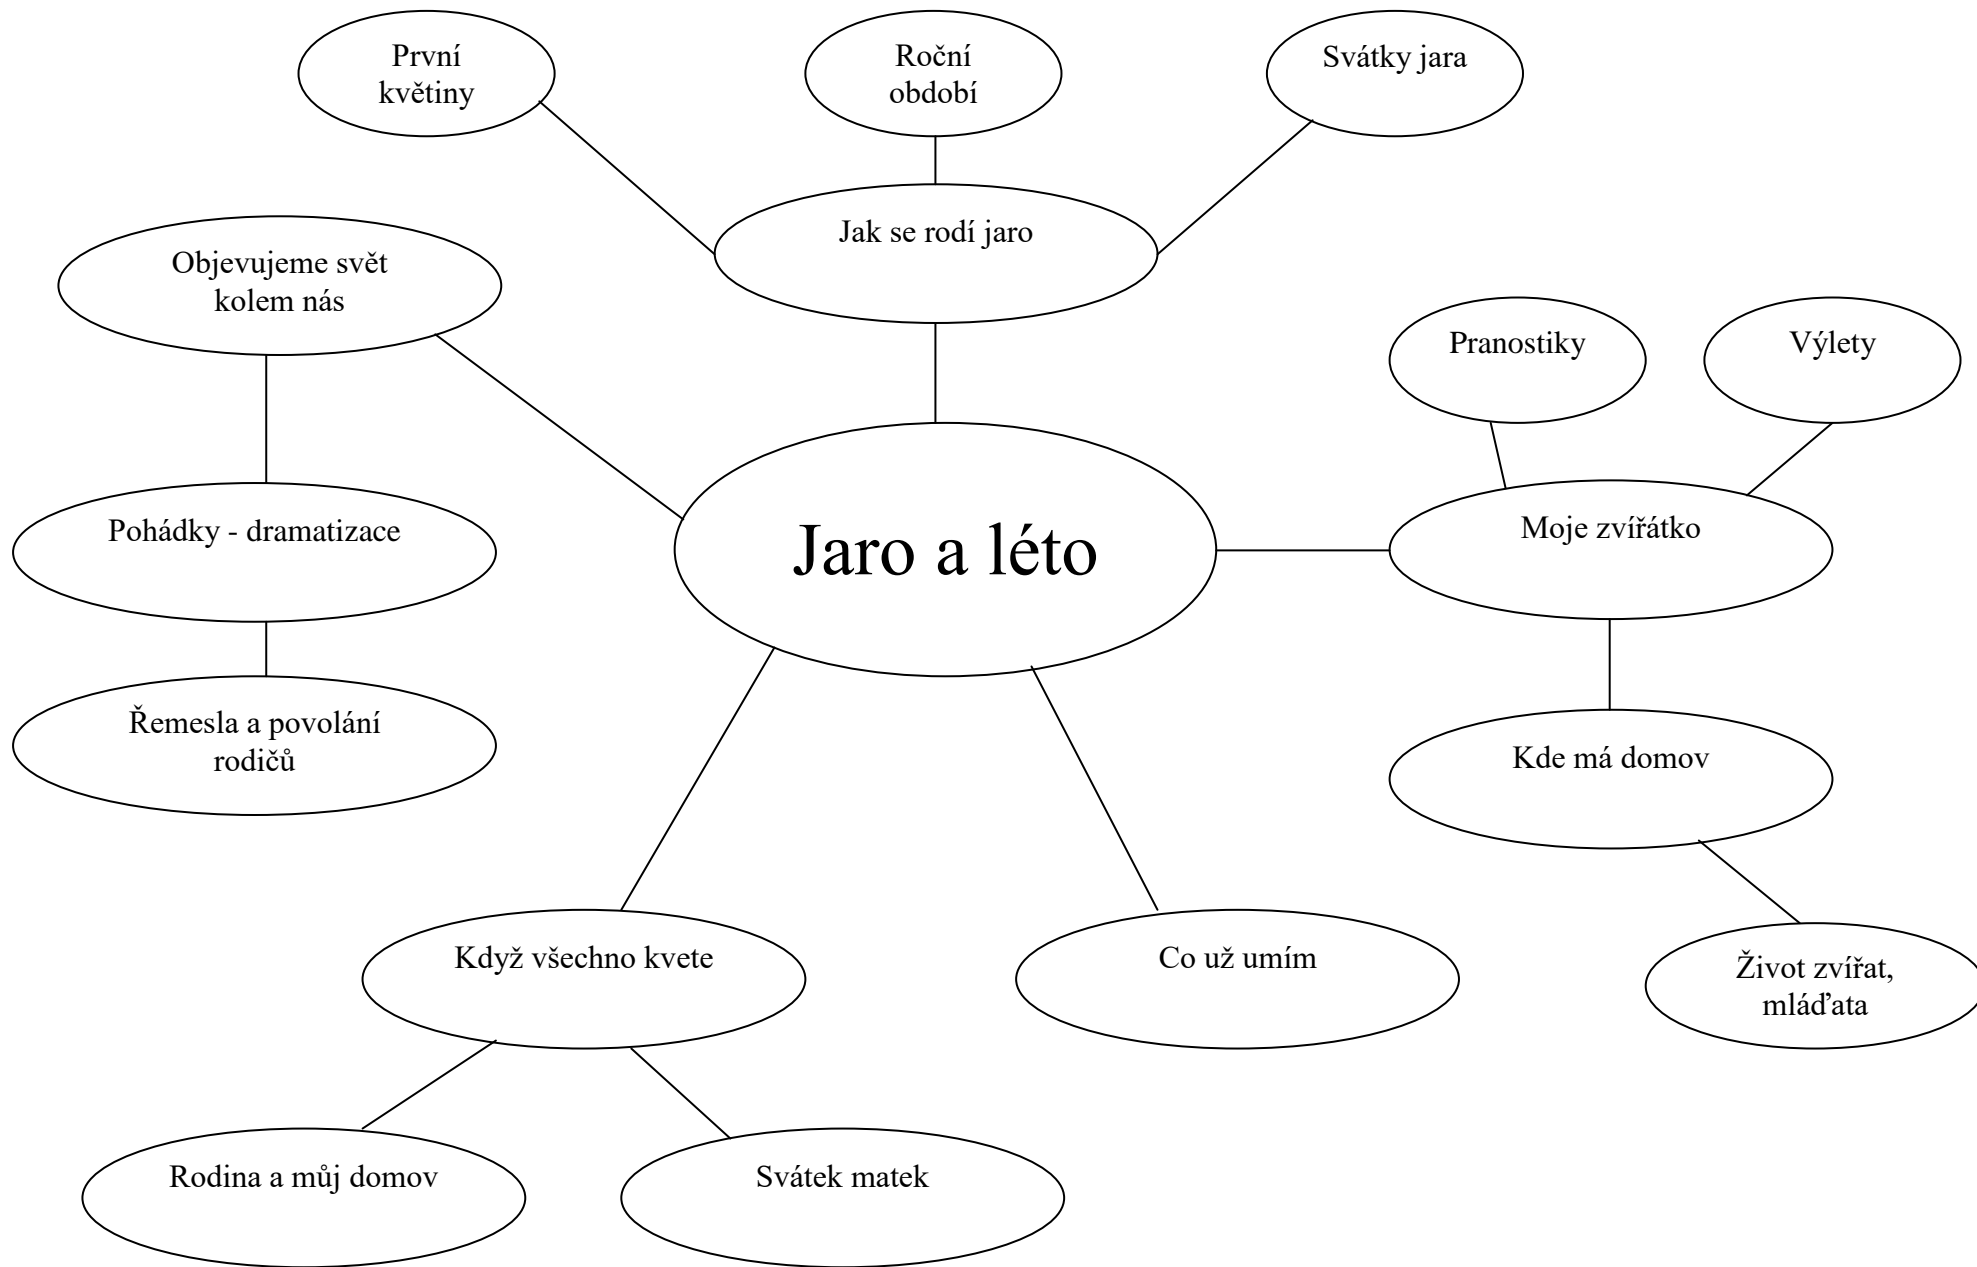 První
květiny
Roční
období
Svátky jara
Jak se rodí jaro
Objevujeme svět
kolem nás
Pranostiky
Výlety
Pohádky - dramatizace
Jaro a léto
Moje zvířátko
Řemesla a povolání
rodičů
Kde má domov
Když všechno kvete
Co už umím
Život zvířat,
mláďata
Rodina a můj domov
Svátek matek